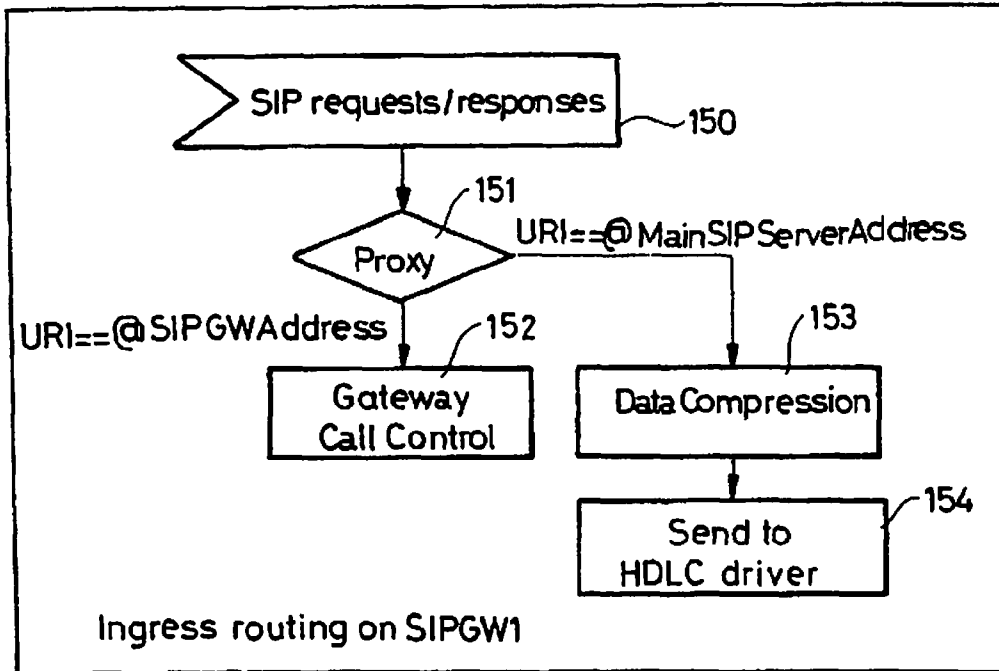 SIP requests/responses
150
151
Proxy
URI==@MainSIPServerAddress
URI==@SIPGWAddress
152
153
Gateway
Call Control
Data Compression
154
Send to
HDLC driver
Ingress routing on SIPGW1